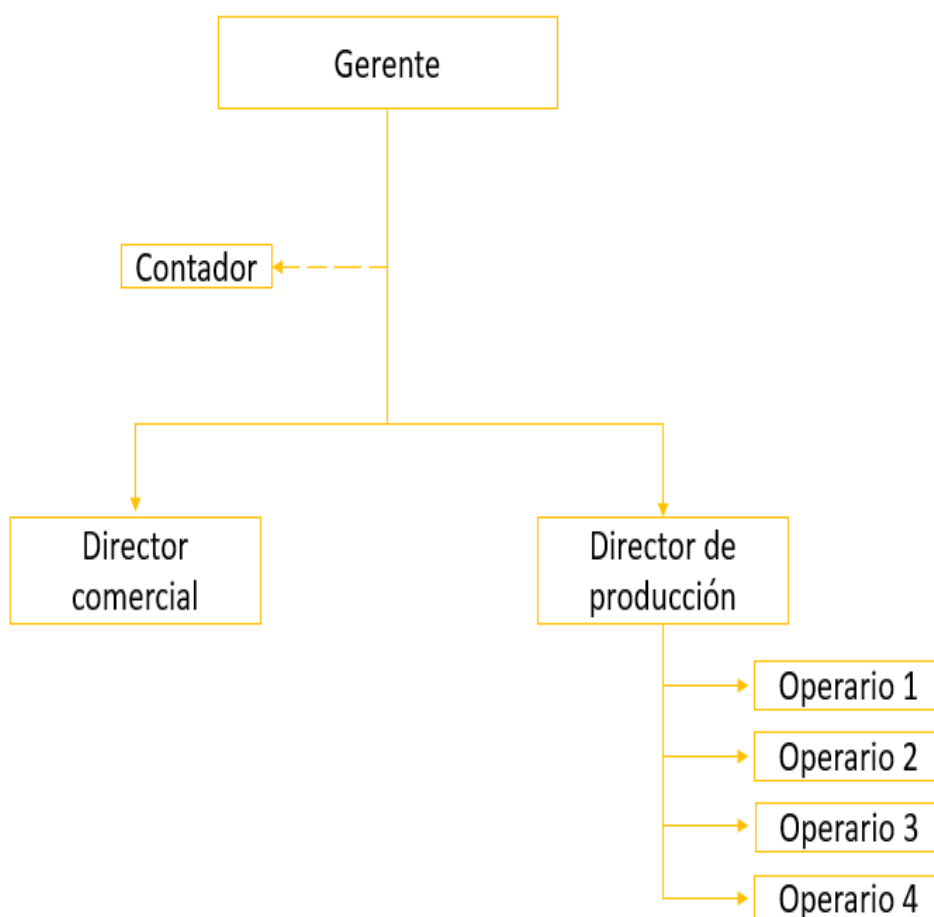 Gerente
Contador
Director
comercial
Director de
producción
Operario 1
Operario 2
Operario 3
Operario 4